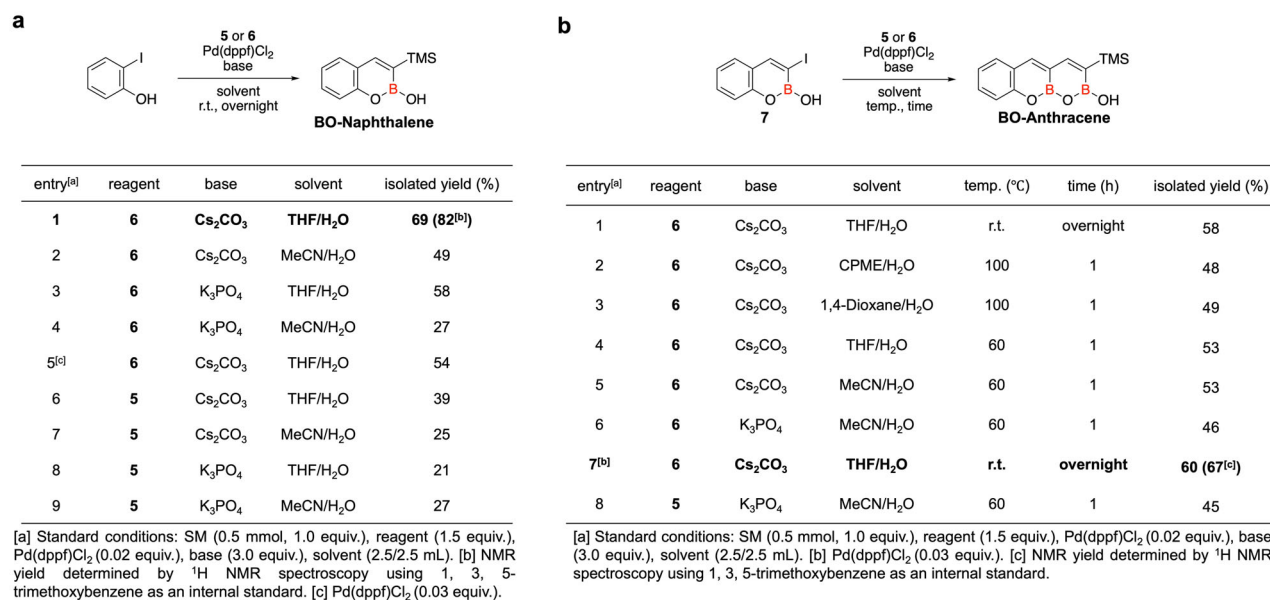 a
5 or 6
Pd(dppf)Cl2
base
solvent
r.t., overnight
I
OH
TMS
B
O
OH
BO-Naphthalene
entry[a] reagent base solvent isolated yield (%)
1 6 Cs2CO3 THF/H2O 69 (82[b])
2 6 Cs2CO3 MeCN/H2O 49
3 6 K3PO4 THF/H2O 58
4 6 K3PO4 MeCN/H2O 27
5[c] 6 Cs2CO3 THF/H2O 54
6 5 Cs2CO3 THF/H2O 39
7 5 Cs2CO3 MeCN/H2O 25
8 5 K3PO4 THF/H2O 21
9 5 K3PO4 MeCN/H2O 27
[a] Standard conditions: SM (0.5 mmol, 1.0 equiv.), reagent (1.5 equiv.),
Pd(dppf)Cl2 (0.02 equiv.), base (3.0 equiv.), solvent (2.5/2.5 mL). [b] NMR
yield determined by 1H NMR spectroscopy using 1, 3, 5-
trimethoxybenzene as an internal standard. [c] Pd(dppf)Cl2 (0.03 equiv.).
b
I
B
O
OH
7
5 or 6
Pd(dppf)Cl2
base
solvent
temp., time
TMS
O
B
O
B
OH
BO-Anthracene
entry[a] reagent base solvent temp. (℃) time (h) isolated yield (%)
1 6 Cs2CO3 THF/H2O r.t. overnight 58
2 6 Cs2CO3 CPME/H2O 100 1 48
3 6 Cs2CO3 1,4-Dioxane/H2O 100 1 49
4 6 Cs2CO3 THF/H2O 60 1 53
5 6 Cs2CO3 MeCN/H2O 60 1 53
6 6 K3PO4 MeCN/H2O 60 1 46
7[b] 6 Cs2CO3 THF/H2O r.t. overnight 60 (67[c])
8 5 K3PO4 MeCN/H2O 60 1 45
[a] Standard conditions: SM (0.5 mmol, 1.0 equiv.), reagent (1.5 equiv.), Pd(dppf)Cl2 (0.02 equiv.), base
(3.0 equiv.), solvent (2.5/2.5 mL). [b] Pd(dppf)Cl2 (0.03 equiv.). [c] NMR yield determined by 1H NMR
spectroscopy using 1, 3, 5-trimethoxybenzene as an internal standard.